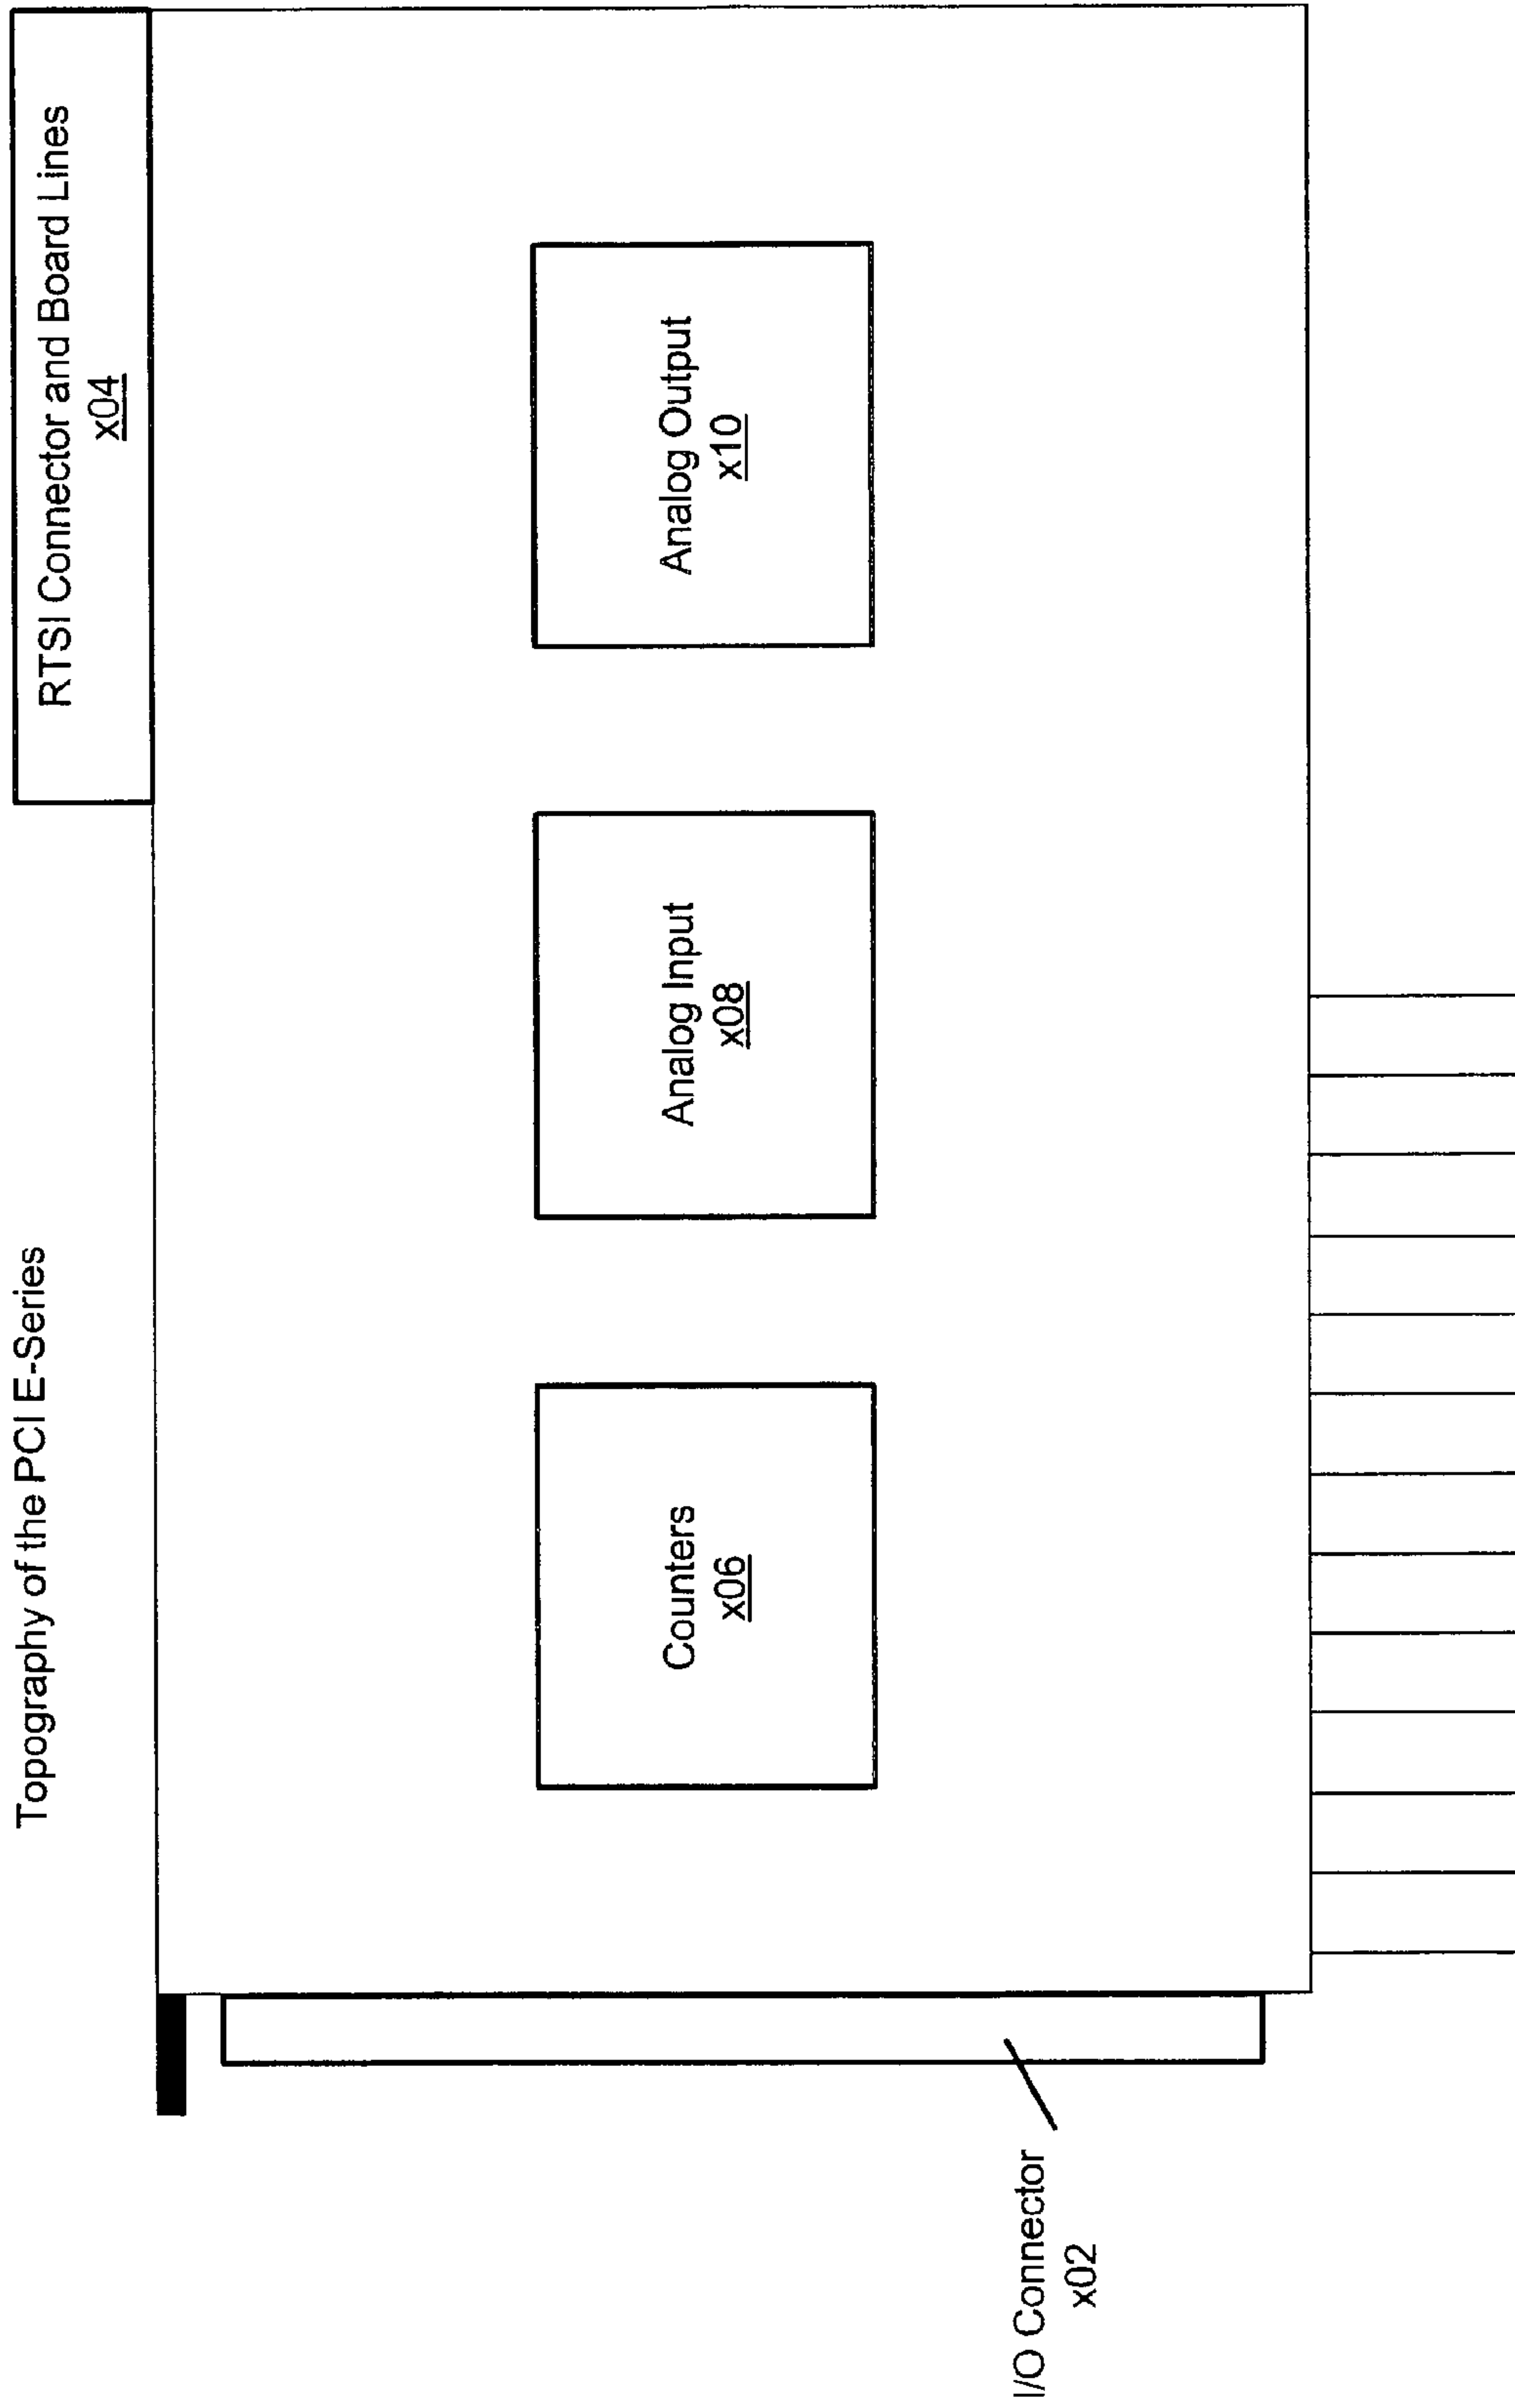 Topography of the PCI E-Series
RTSI Connector and Board Lines
x04
Counters
x06
Analog Input
x08
Analog Output
x10
I/O Connector
x02